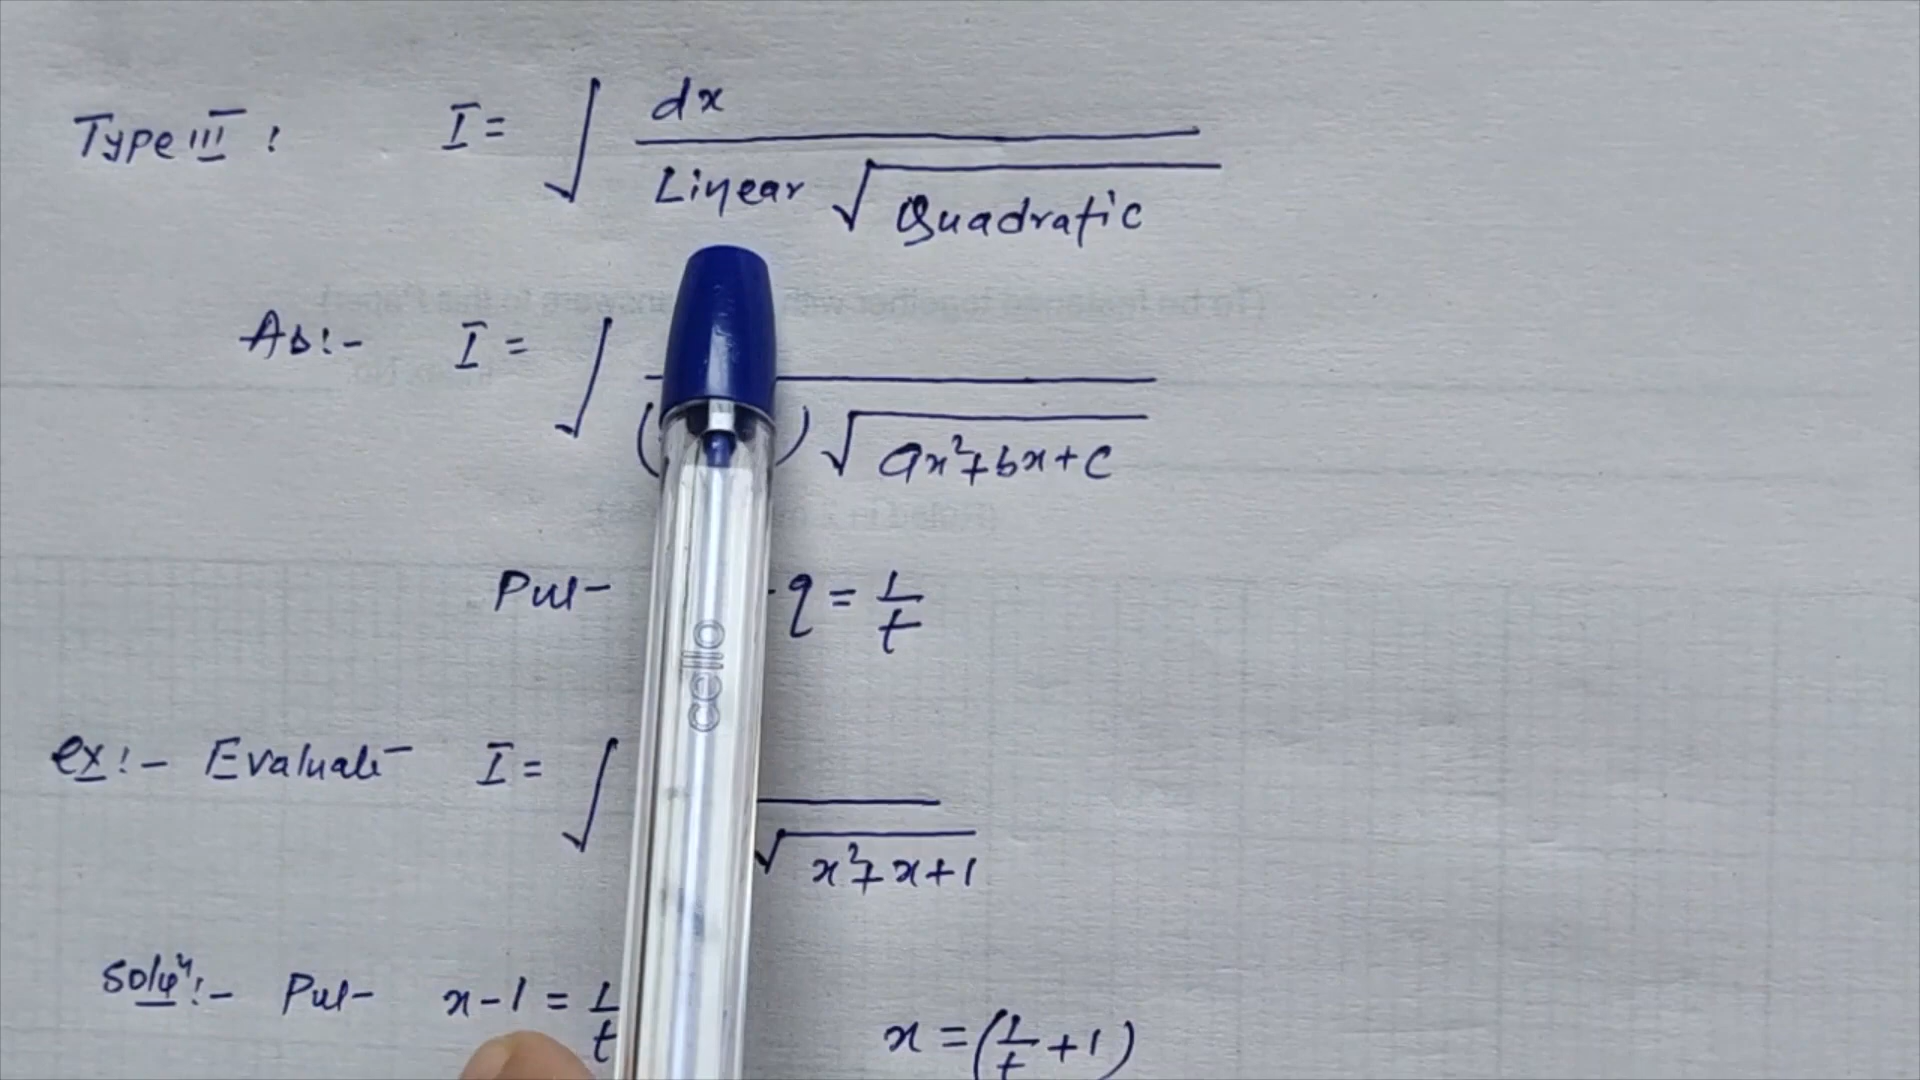 Type III : I = ∫ dx / Linear √Quadratic
As:- I = ∫ ( ) √ax²+bx+c
Put q = 1/t
ex:- Evaluate I = ∫ √x²+x+1
Solⁿ:- Put x-1 = 1/t x = (1/t + 1)
cello